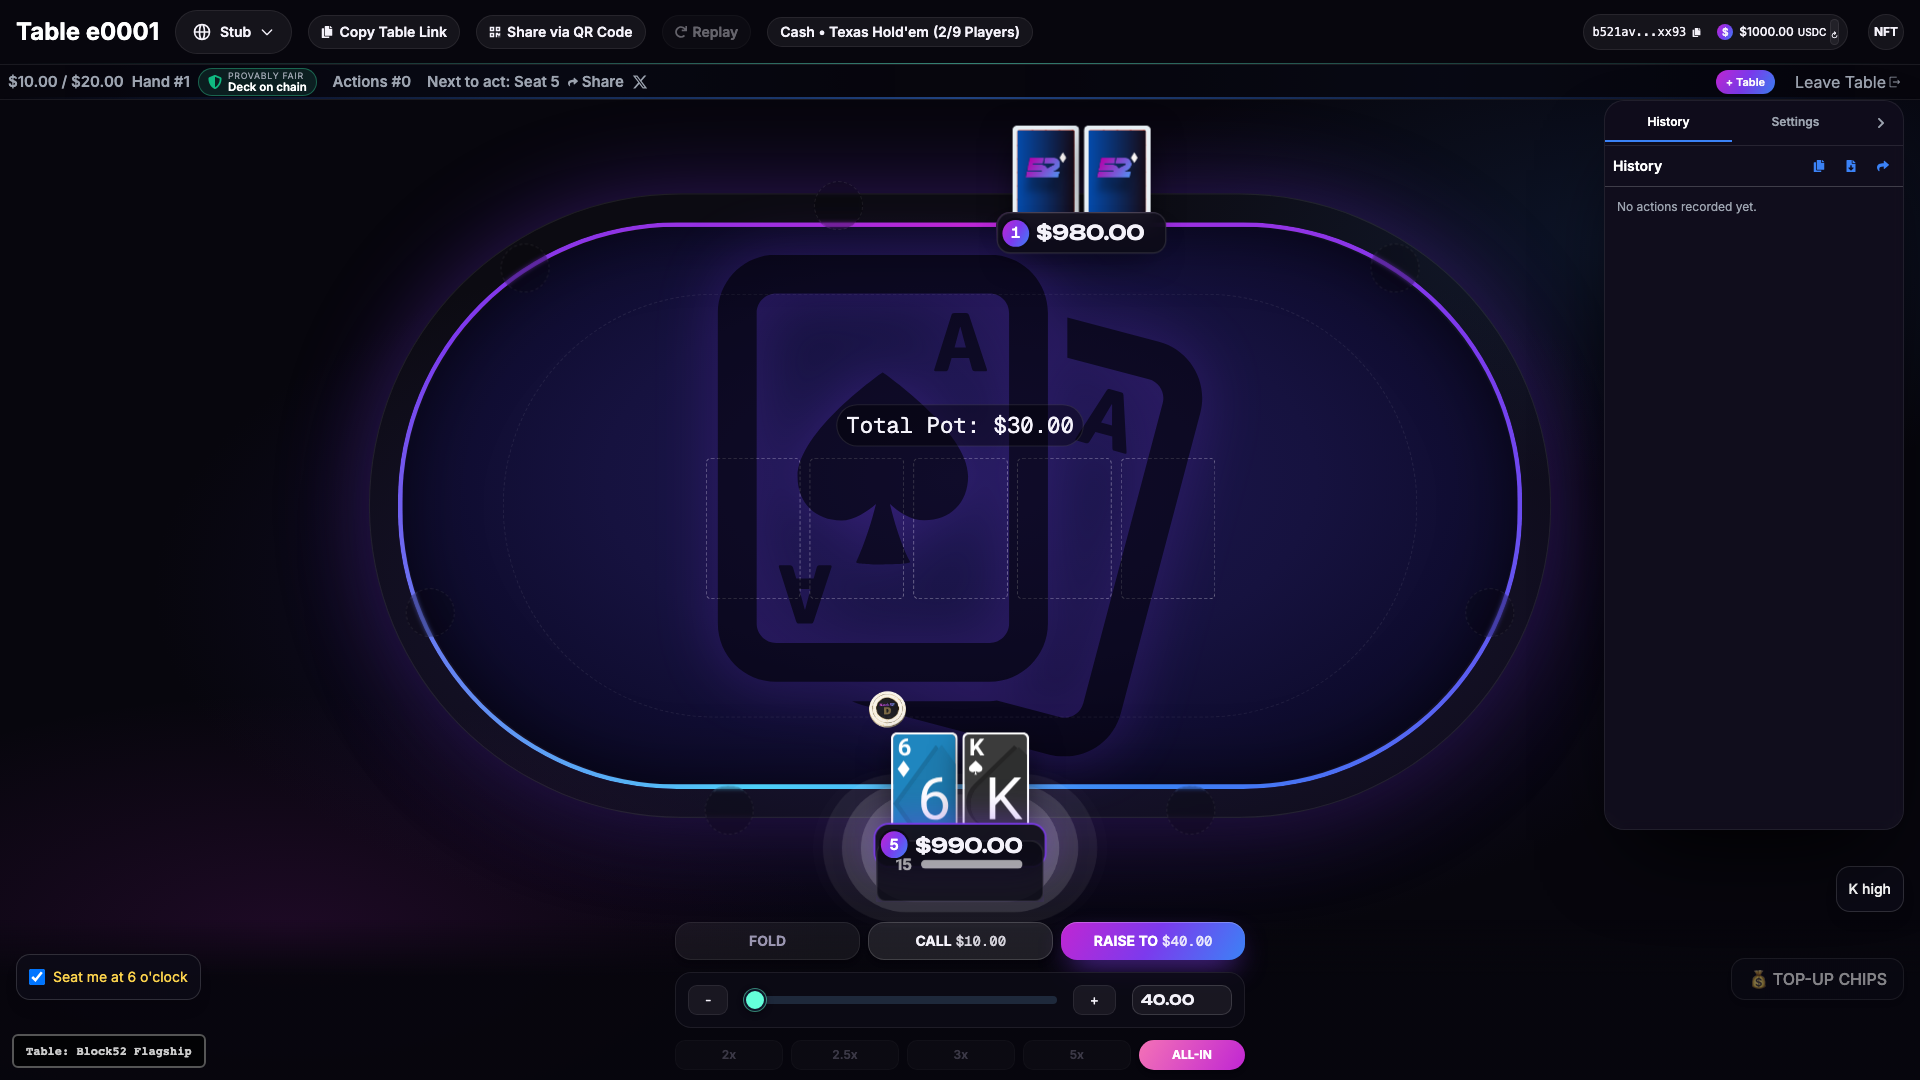 Table e0001
Stub
Copy Table Link
Share via QR Code
Replay
Cash • Texas Hold'em (2/9 Players)
b521av...xx93
$
$1000.00 USDC
NFT
$10.00 / $20.00
Hand #1
PROVABLY FAIR
Deck on chain
Actions #0
Next to act: Seat 5
Share
+ Table
Leave Table
History
Settings
History
No actions recorded yet.
52
52
1
$980.00
A
A
A
Total Pot: $30.00
D
6
6
K
K
5
$990.00
15
K high
FOLD
CALL $10.00
RAISE TO $40.00
Seat me at 6 o'clock
TOP-UP CHIPS
-
+
40.00
Table: Block52 Flagship
2x
2.5x
3x
5x
ALL-IN